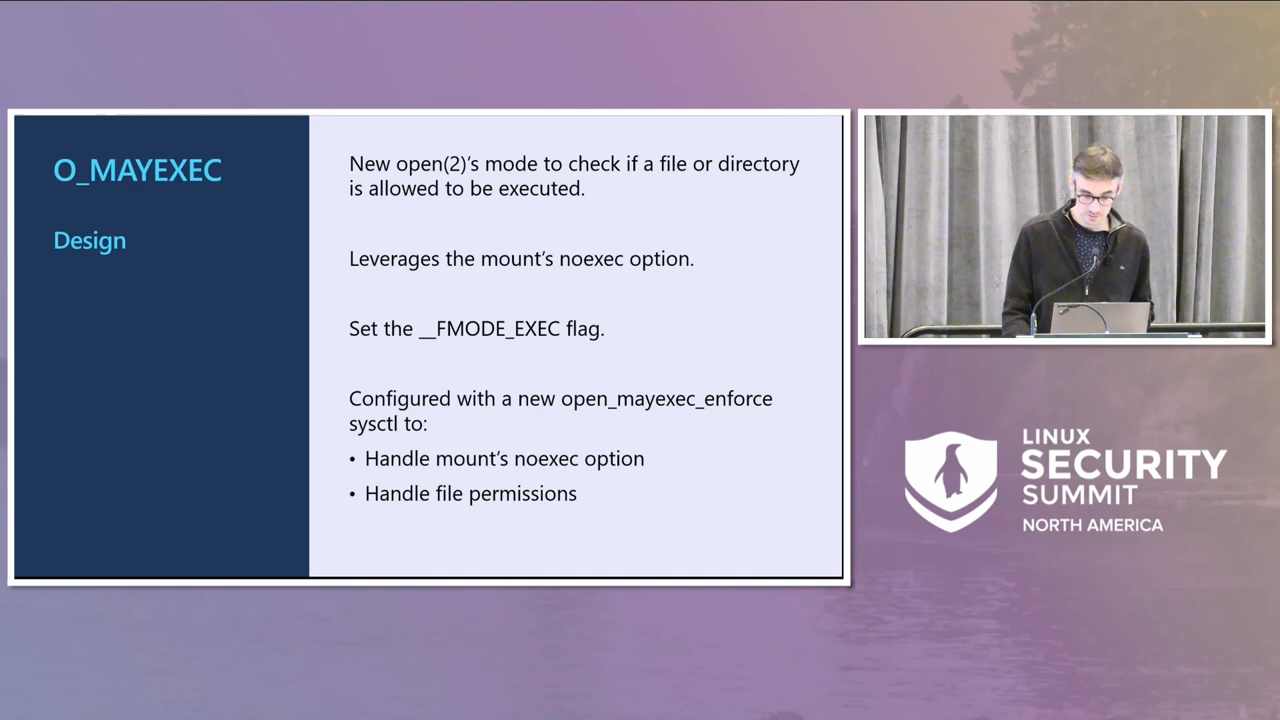 O_MAYEXEC
Design
New open(2)'s mode to check if a file or directory
is allowed to be executed.
Leverages the mount's noexec option.
Set the __FMODE_EXEC flag.
Configured with a new open_mayexec_enforce
sysctl to:
• Handle mount's noexec option
• Handle file permissions
LINUX
SECURITY
SUMMIT
NORTH AMERICA